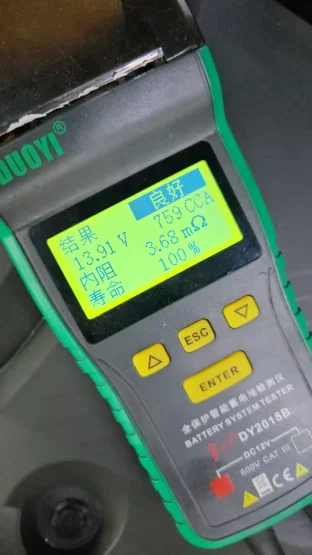 DUOYI®
结果 良好
13.91 V 759 CCA
内阻 3.68 mΩ
寿命 100 %
ESC
ENTER
全保护智能蓄电池检测仪
BATTERY SYSTEM TESTER
DY2015B
DC12V
600V CAT III
CE